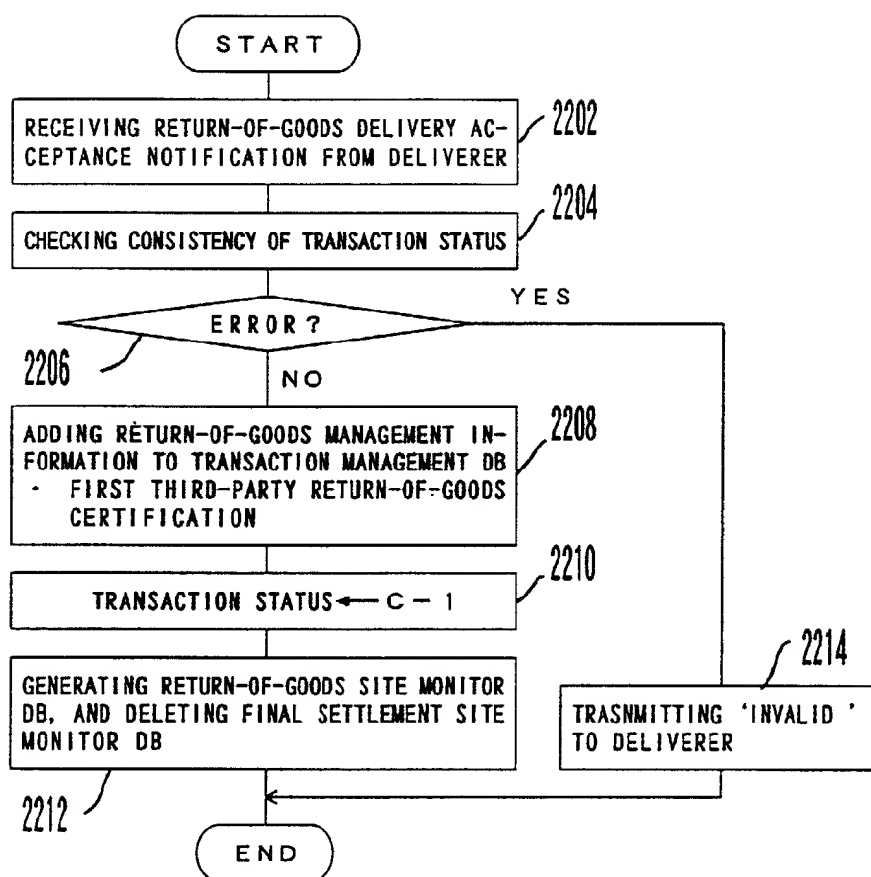 START
RECEIVING RETURN-OF-GOODS DELIVERY AC-
CEPTANCE NOTIFICATION FROM DELIVERER
2202
CHECKING CONSISTENCY OF TRANSACTION STATUS
2204
ERROR?
YES
2206
NO
ADDING RETURN-OF-GOODS MANAGEMENT IN-
FORMATION TO TRANSACTION MANAGEMENT DB
· FIRST THIRD-PARTY RETURN-OF-GOODS
CERTIFICATION
2208
TRANSACTION STATUS ← C - 1
2210
GENERATING RETURN-OF-GOODS SITE MONITOR
DB, AND DELETING FINAL SETTLEMENT SITE
MONITOR DB
2212
TRASNMITTING 'INVALID '
TO DELIVERER
2214
END